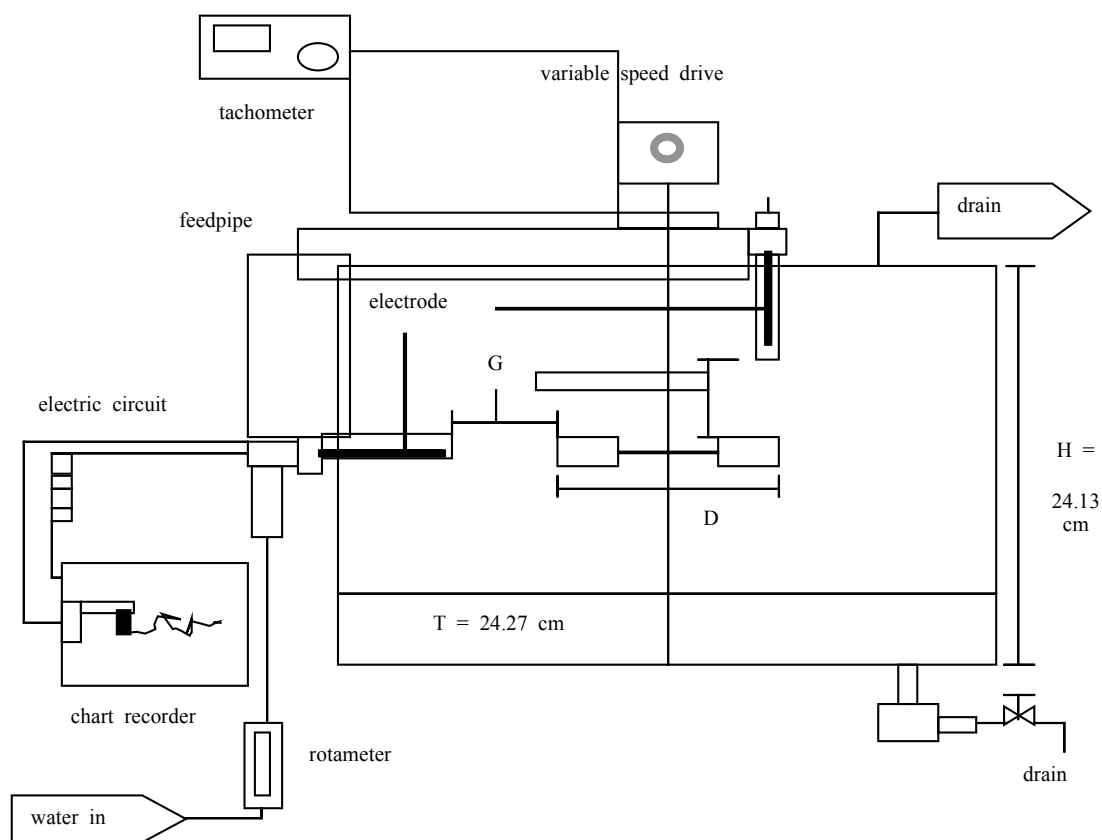 variable speed drive
tachometer
drain
feedpipe
electrode
G
electric circuit
H =
24.13
cm
D
T = 24.27 cm
chart recorder
rotameter
drain
water in